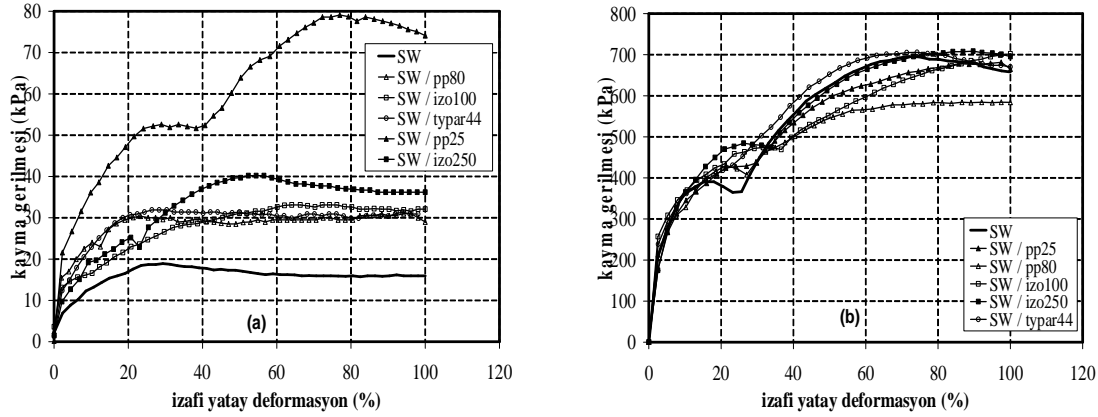 80
70
60
50
40
30
20
10
0
kayma gerilmesi (kPa)
SW
SW / pp80
SW / izo100
SW / typar44
SW / pp25
SW / izo250
(a)
0 20 40 60 80 100
izafi yatay deformasyon (%)
800
700
600
500
400
300
200
100
0
kayma gerilmesi (kPa)
SW
SW / pp25
SW / pp80
SW / izo100
SW / izo250
SW / typar44
(b)
0 20 40 60 80 100 120
izafi yatay deformasyon (%)